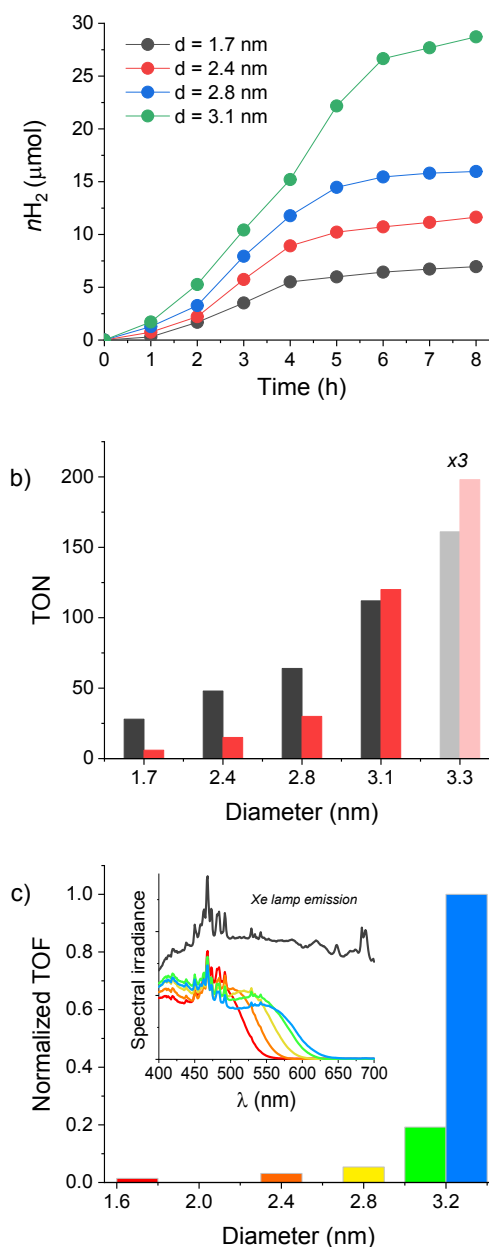 30
25
20
15
10
5
0
nH₂ (μmol)
d = 1.7 nm
d = 2.4 nm
d = 2.8 nm
d = 3.1 nm
0 1 2 3 4 5 6 7 8
Time (h)
b)
x3
200
150
100
50
0
TON
1.7 2.4 2.8 3.1 3.3
Diameter (nm)
c)
1.0
0.8
0.6
0.4
0.2
0.0
Normalized TOF
Xe lamp emission
Spectral irradiance
400 450 500 550 600 650 700
λ (nm)
1.6 2.0 2.4 2.8 3.2
Diameter (nm)